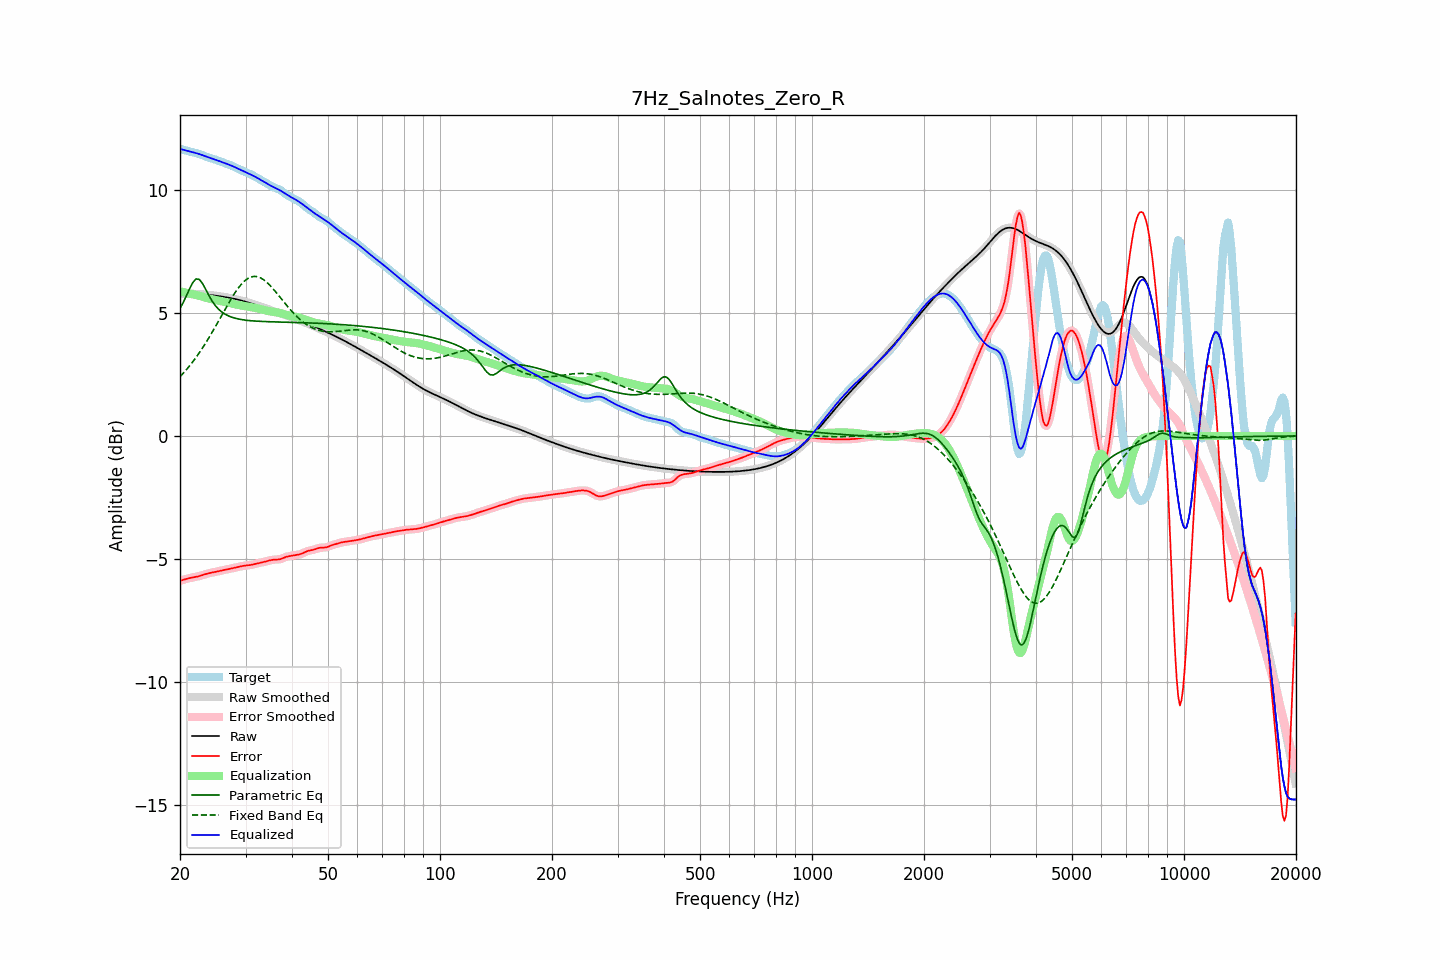 7Hz_Salnotes_Zero_R
Amplitude (dBr)
10
5
0
−5
−10
−15
Target
Raw Smoothed
Error Smoothed
Raw
Error
Equalization
Parametric Eq
Fixed Band Eq
Equalized
20 50 100 200 500 1000 2000 5000 10000 20000
Frequency (Hz)